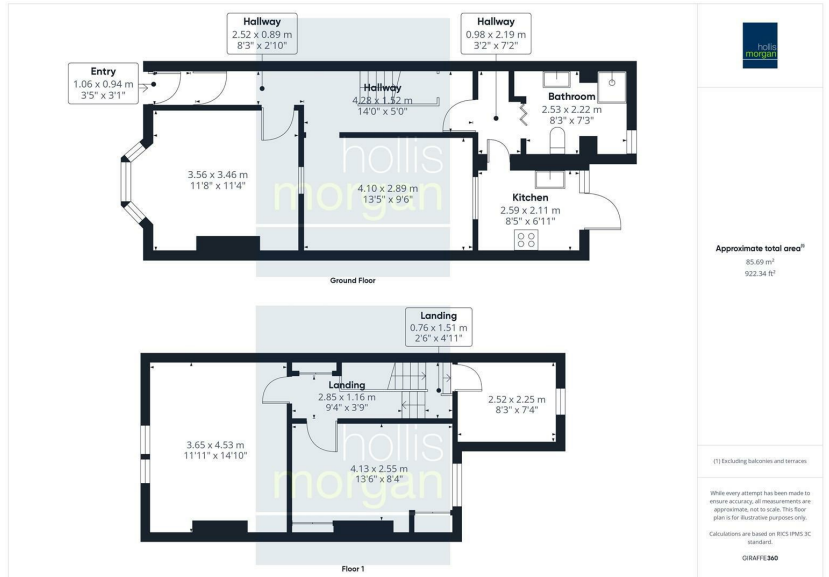 Hallway
2.52 x 0.89 m
8'3" x 2'10"
Hallway
0.98 x 2.19 m
3'2" x 7'2"
Entry
1.06 x 0.94 m
3'5" x 3'1"
Hallway
4.28 x 1.52 m
14'0" x 5'0"
Bathroom
2.53 x 2.22 m
8'3" x 7'3"
3.56 x 3.46 m
11'8" x 11'4"
hollis
morgan
4.10 x 2.89 m
13'5" x 9'6"
Kitchen
2.59 x 2.11 m
8'5" x 6'11"
Ground Floor
Landing
0.76 x 1.51 m
2'6" x 4'11"
Landing
2.85 x 1.16 m
9'4" x 3'9"
2.52 x 2.25 m
8'3" x 7'4"
3.65 x 4.53 m
11'11" x 14'10"
hollis
morgan
4.13 x 2.55 m
13'6" x 8'4"
Floor 1
hollis
morgan
Approximate total area⁽¹⁾
85.69 m²
922.34 ft²
(1) Excluding balconies and terraces
While every attempt has been made to
ensure accuracy, all measurements are
approximate, not to scale. This floor
plan is for illustrative purposes only.
Calculations are based on RICS IPMS 3C
standard.
GIRAFFE360